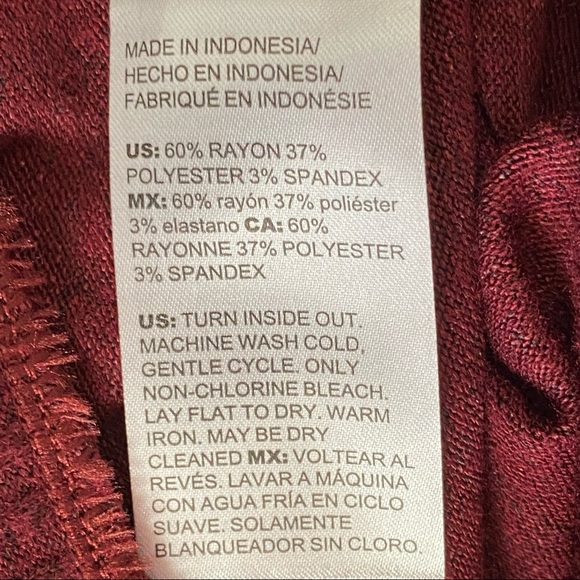 MADE IN INDONESIA/
HECHO EN INDONESIA/
FABRIQUÉ EN INDONÉSIE
US: 60% RAYON 37%
POLYESTER 3% SPANDEX
MX: 60% rayón 37% poliéster
3% elastano CA: 60%
RAYONNE 37% POLYESTER
3% SPANDEX
US: TURN INSIDE OUT.
MACHINE WASH COLD,
GENTLE CYCLE. ONLY
NON-CHLORINE BLEACH.
LAY FLAT TO DRY. WARM
IRON. MAY BE DRY
CLEANED MX: VOLTEAR AL
REVÉS. LAVAR A MÁQUINA
CON AGUA FRÍA EN CICLO
SUAVE. SOLAMENTE
BLANQUEADOR SIN CLORO.